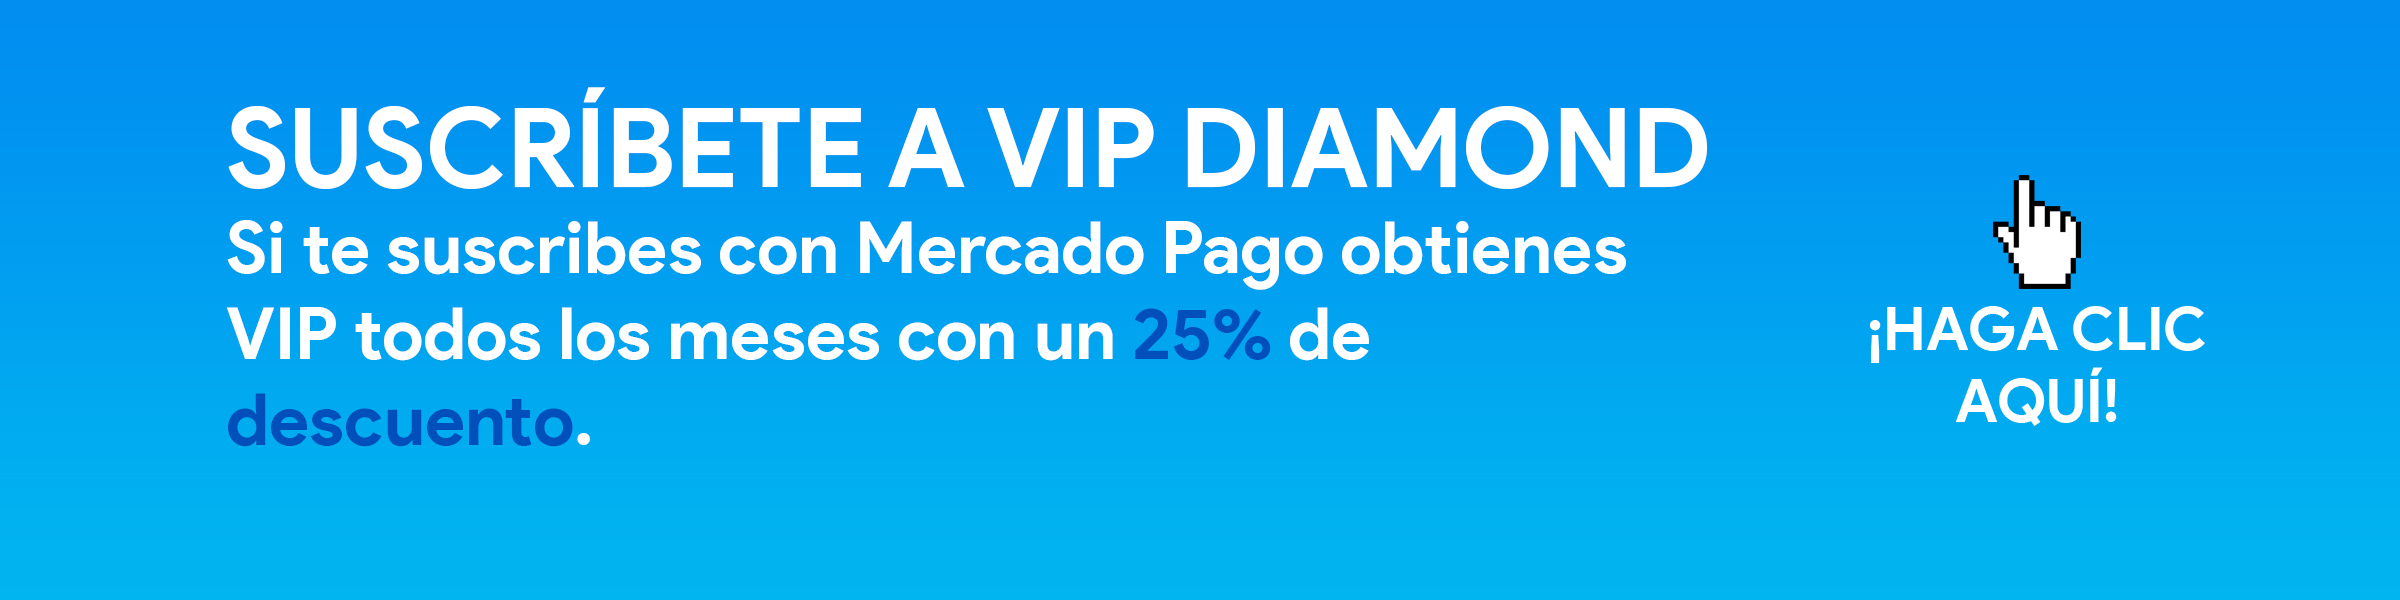 SUSCRÍBETE A VIP DIAMOND
Si te suscribes con Mercado Pago obtienes
VIP todos los meses con un 25% de
descuento.
¡HAGA CLIC
AQUÍ!